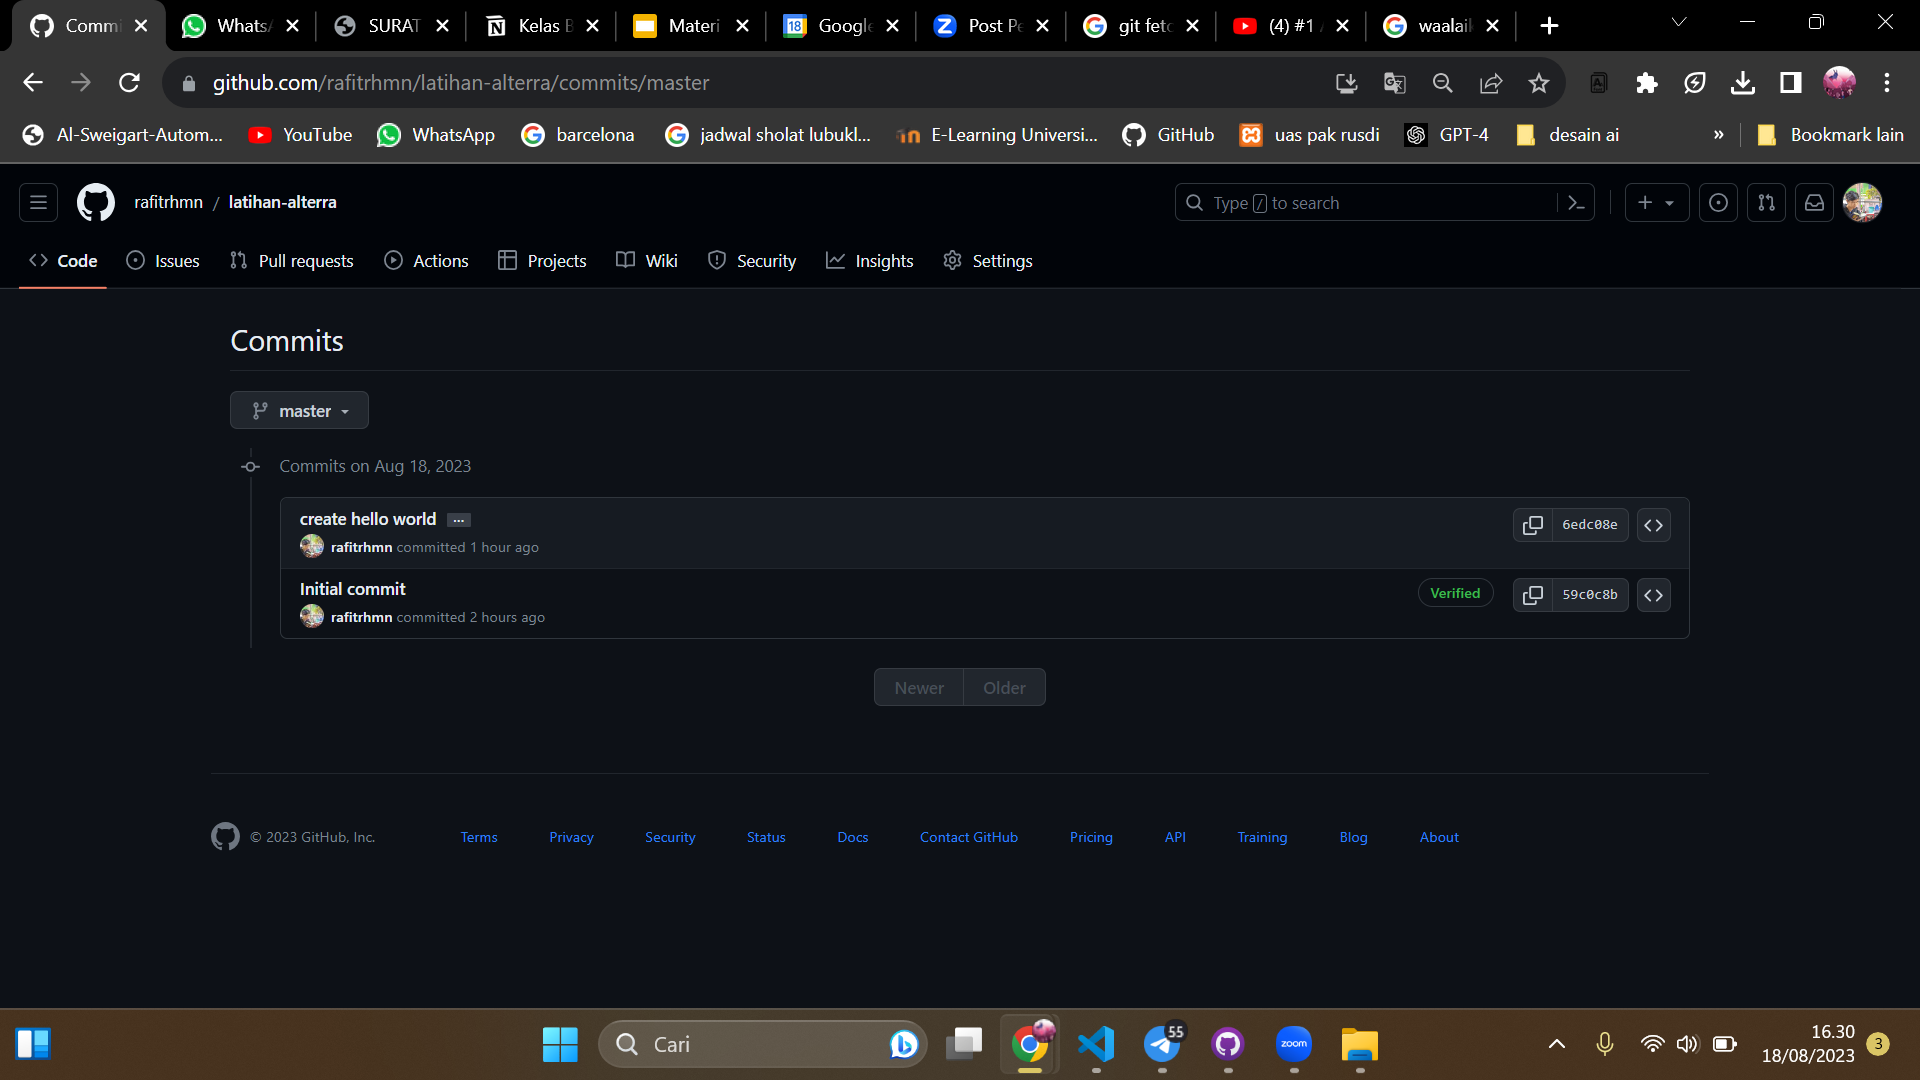 Commi
Whats
SURAT
Kelas B
Materi
Google
Post Pe
git fetc
(4) #1
waalai
github.com/rafitrhmn/latihan-alterra/commits/master
Al-Sweigart-Autom...
YouTube
WhatsApp
barcelona
jadwal sholat lubukl...
E-Learning Universi...
GitHub
uas pak rusdi
GPT-4
desain ai
»
Bookmark lain
rafitrhmn / latihan-alterra
Type / to search
Code
Issues
Pull requests
Actions
Projects
Wiki
Security
Insights
Settings
Commits
master
Commits on Aug 18, 2023
create hello world ...
6edc08e
rafitrhmn committed 1 hour ago
Initial commit
Verified
59c0c8b
rafitrhmn committed 2 hours ago
Newer
Older
© 2023 GitHub, Inc.
Terms
Privacy
Security
Status
Docs
Contact GitHub
Pricing
API
Training
Blog
About
Cari
55
zoom
16.30
18/08/2023
3